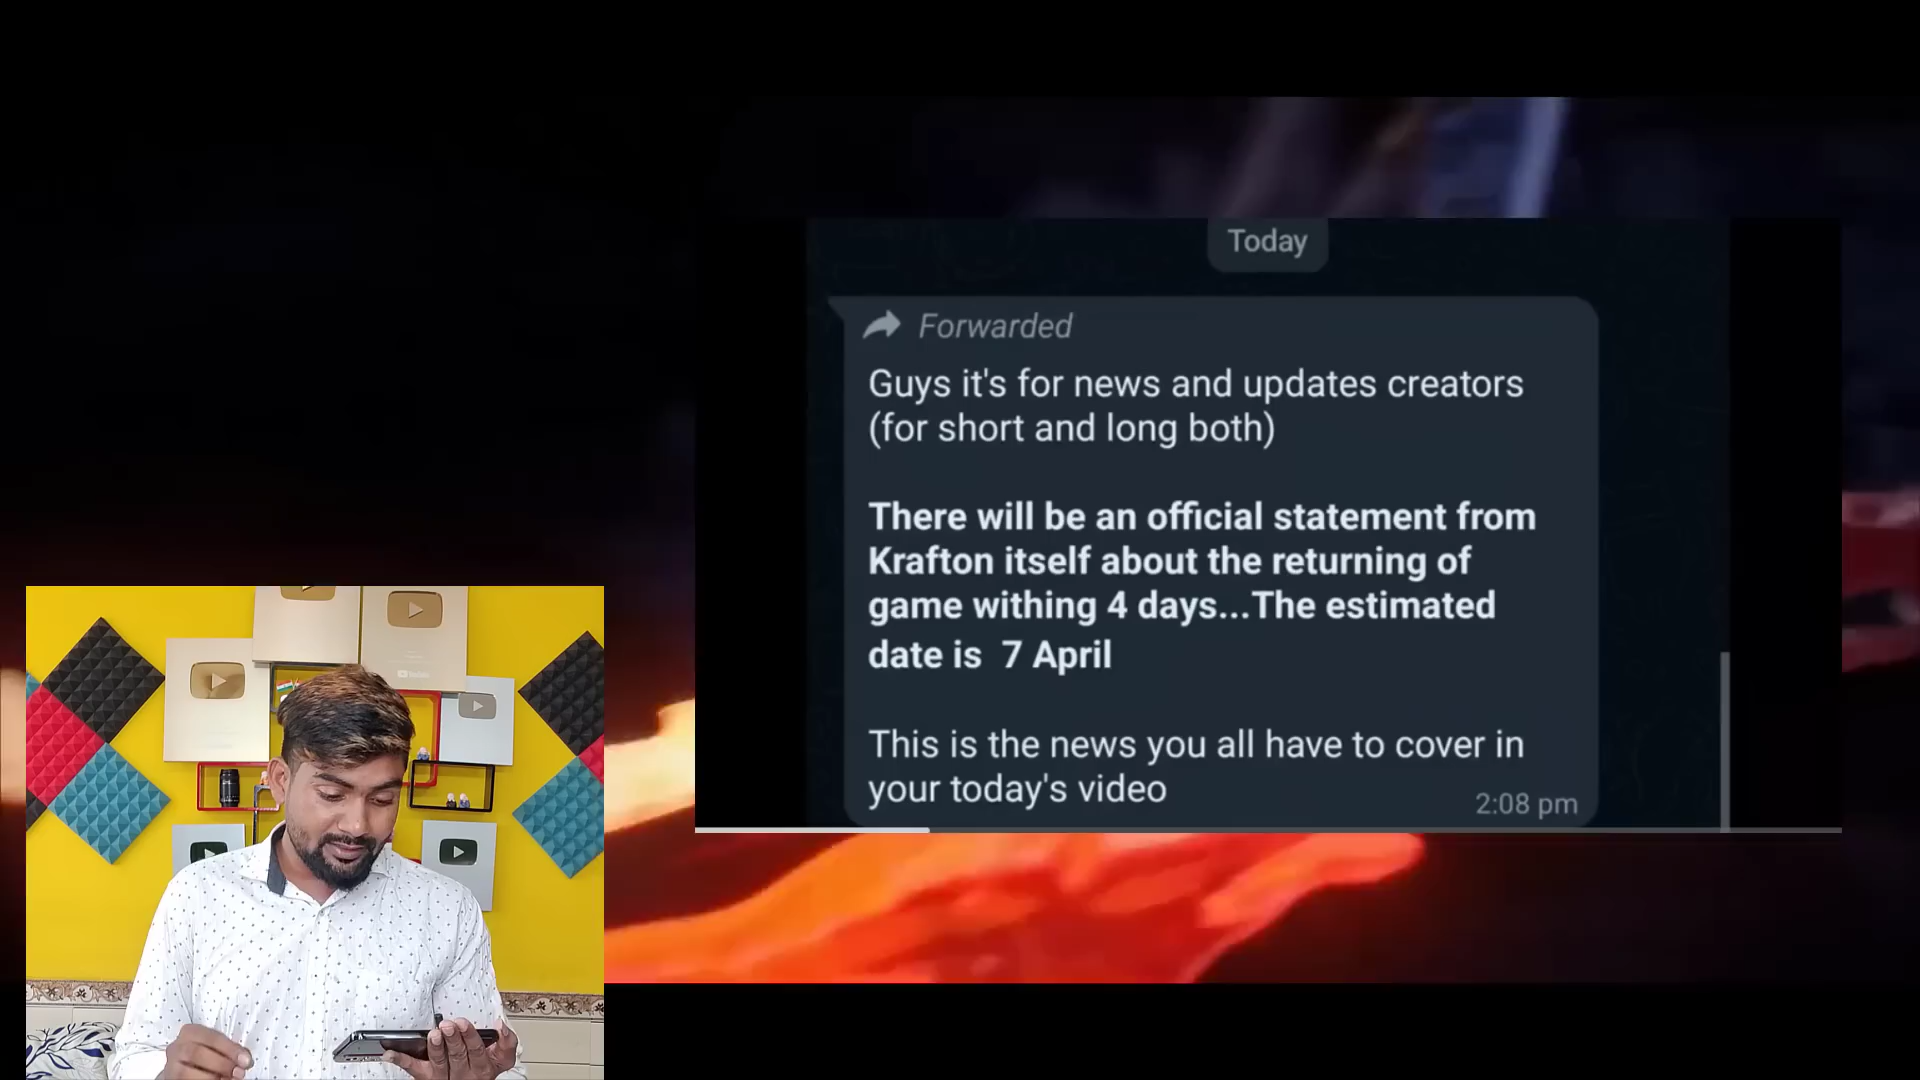 Today
Forwarded
Guys it's for news and updates creators
(for short and long both)
There will be an official statement from
Krafton itself about the returning of
game withing 4 days...The estimated
date is 7 April
This is the news you all have to cover in
your today's video
2:08 pm